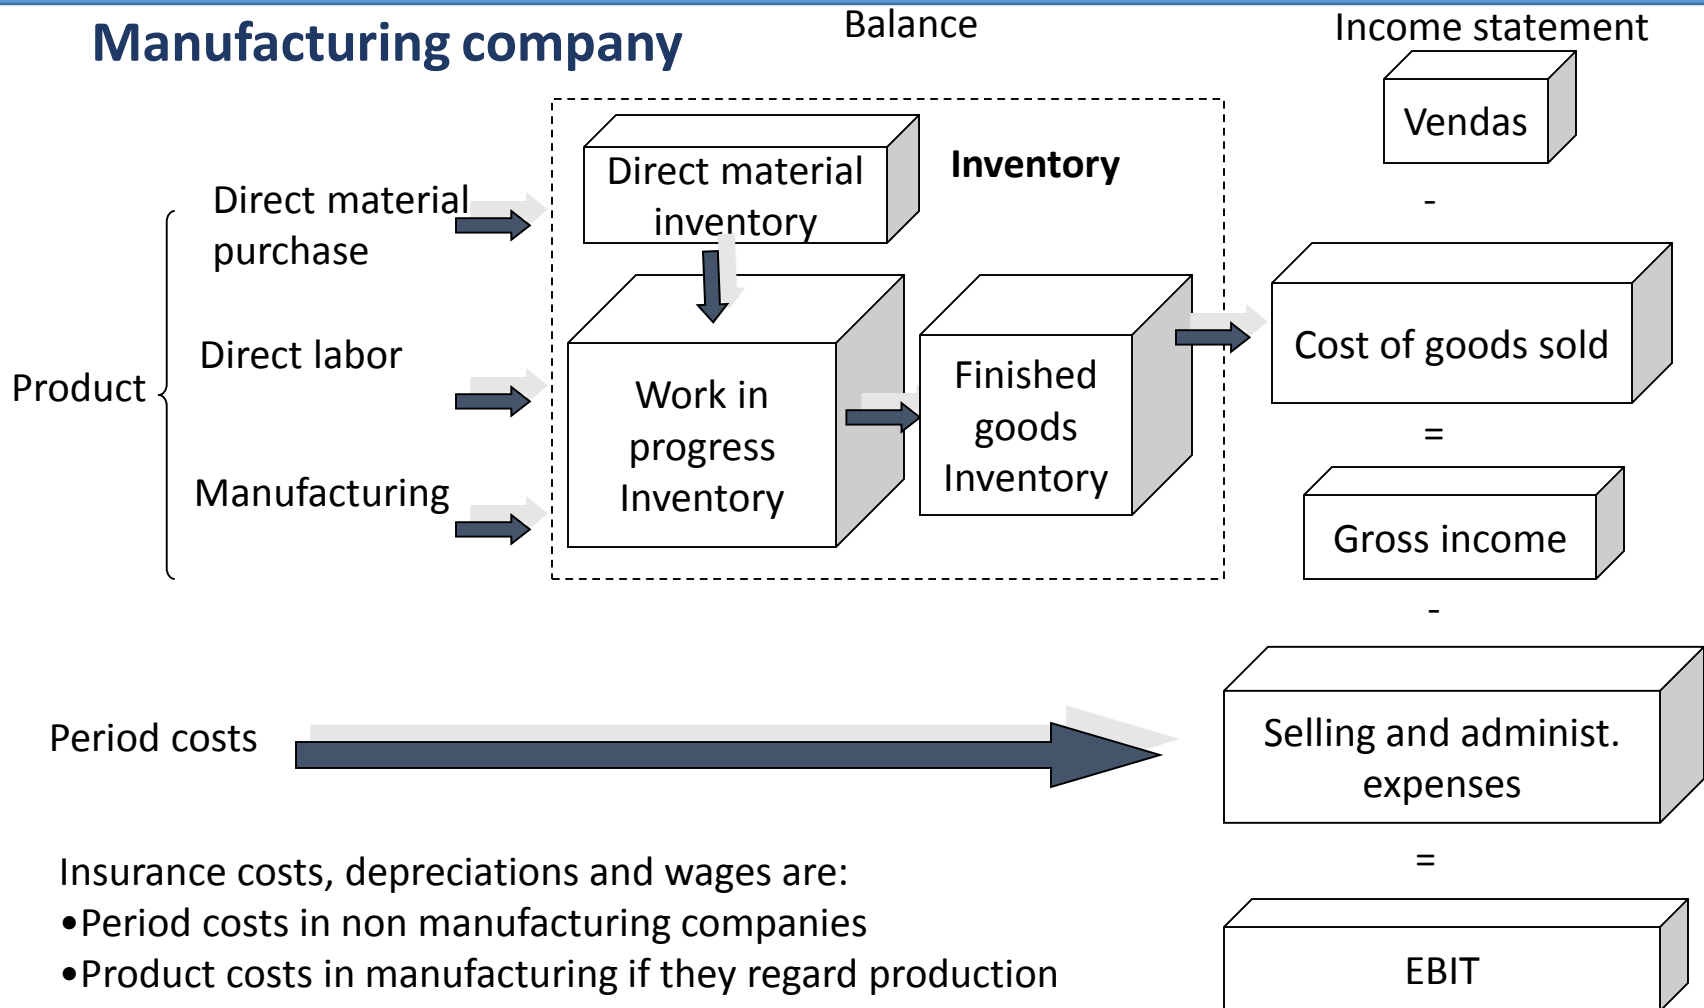 Manufacturing company
Balance
Income statement
Vendas
-
Direct material
inventory
Inventory
Direct material
purchase
Direct labor
Product
Manufacturing
Work in
progress
Inventory
Finished
goods
Inventory
Cost of goods sold
=
Gross income
-
Period costs
Selling and administ.
expenses
=
EBIT
Insurance costs, depreciations and wages are:
•Period costs in non manufacturing companies
•Product costs in manufacturing if they regard production